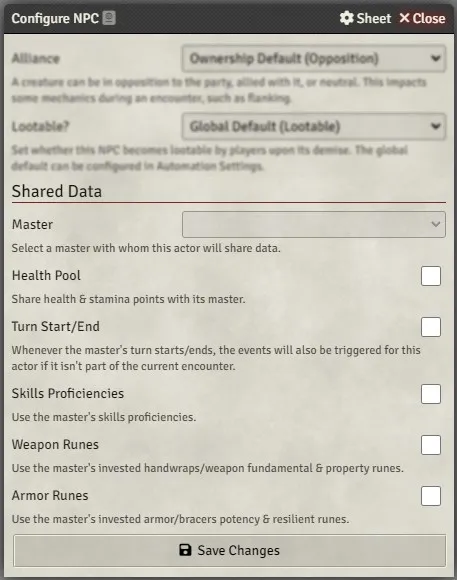 Configure NPC Sheet Close
Alliance Ownership Default (Opposition)
A creature can be in opposition to the party, allied with it, or neutral. This impacts
some mechanics during an encounter, such as flanking.
Lootable? Global Default (Lootable)
Set whether this NPC becomes lootable by players upon its demise. The global
default can be configured in Automation Settings.
Shared Data
Master
Select a master with whom this actor will share data.
Health Pool
Share health & stamina points with its master.
Turn Start/End
Whenever the master's turn starts/ends, the events will also be triggered for this
actor if it isn't part of the current encounter.
Skills Proficiencies
Use the master's skills proficiencies.
Weapon Runes
Use the master's invested handwraps/weapon fundamental & property runes.
Armor Runes
Use the master's invested armor/bracers potency & resilient runes.
Save Changes